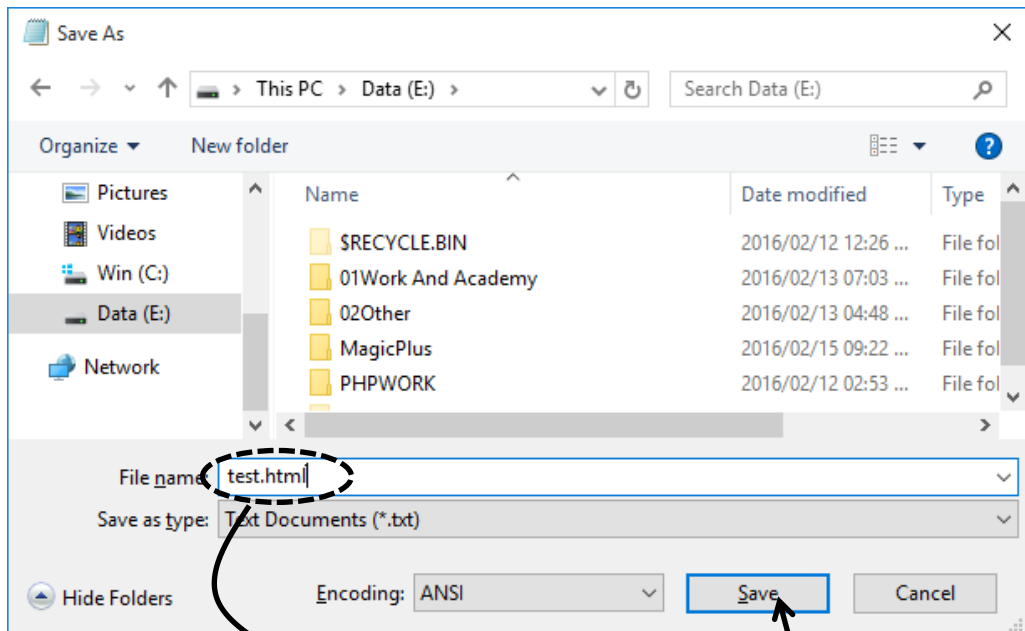 Save As
This PC > Data (E:) >
Search Data (E:)
Organize
New folder
Name
Date modified
Type
Pictures
Videos
Win (C:)
Data (E:)
Network
$RECYCLE.BIN 2016/02/12 12:26 ... File fol
01Work And Academy 2016/02/13 07:03 ... File fol
02Other 2016/02/13 04:48 ... File fol
MagicPlus 2016/02/15 09:22 ... File fol
PHPWORK 2016/02/12 02:53 ... File fol
File name: test.html
Save as type: Text Documents (*.txt)
Hide Folders
Encoding: ANSI
Save
Cancel